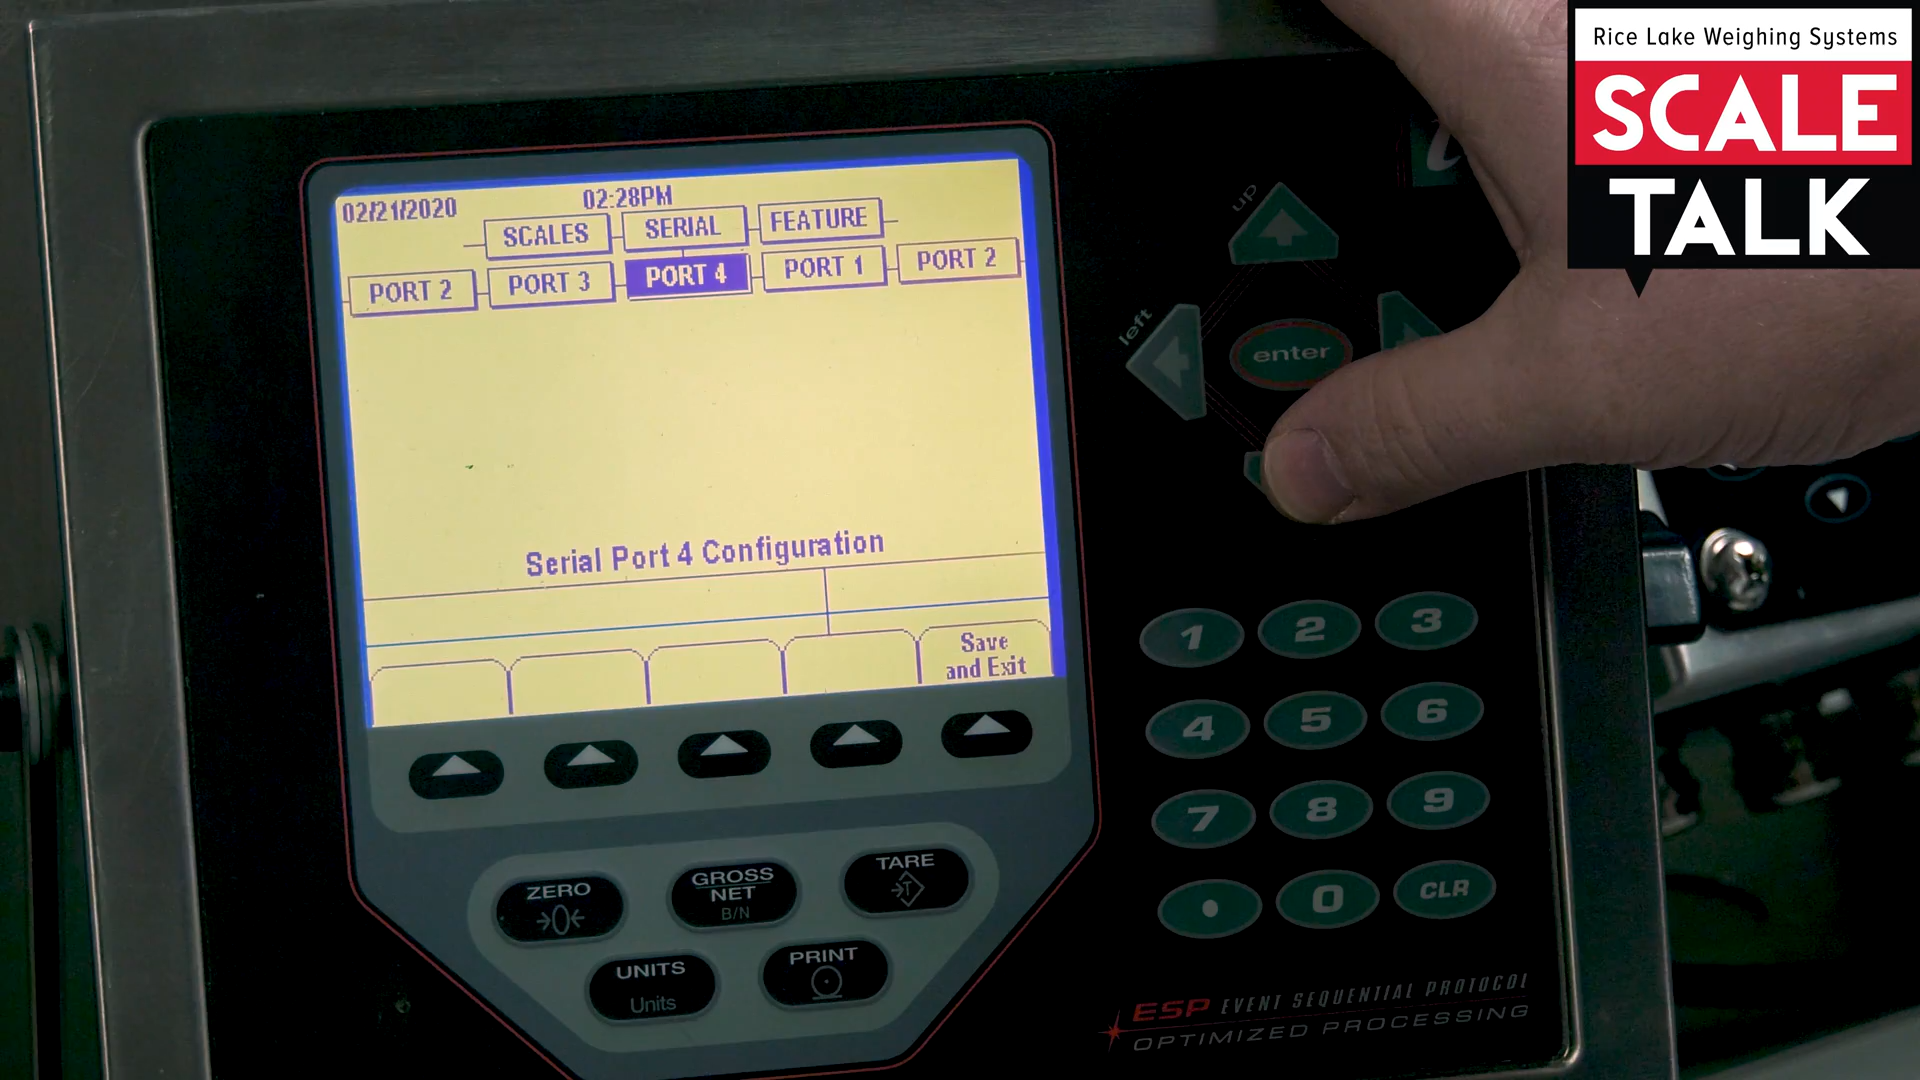 Rice Lake Weighing Systems
SCALE
TALK
02/21/2020 02:28PM
SCALES SERIAL FEATURE
PORT 2 PORT 3 PORT 4 PORT 1 PORT 2
Serial Port 4 Configuration
Save
and Exit
up
left
enter
1 2 3
4 5 6
7 8 9
. 0 CLR
ZERO
→0←
GROSS
NET
B/N
TARE
→T←
UNITS
Units
PRINT
ESP EVENT SEQUENTIAL PROTOCOL
OPTIMIZED PROCESSING